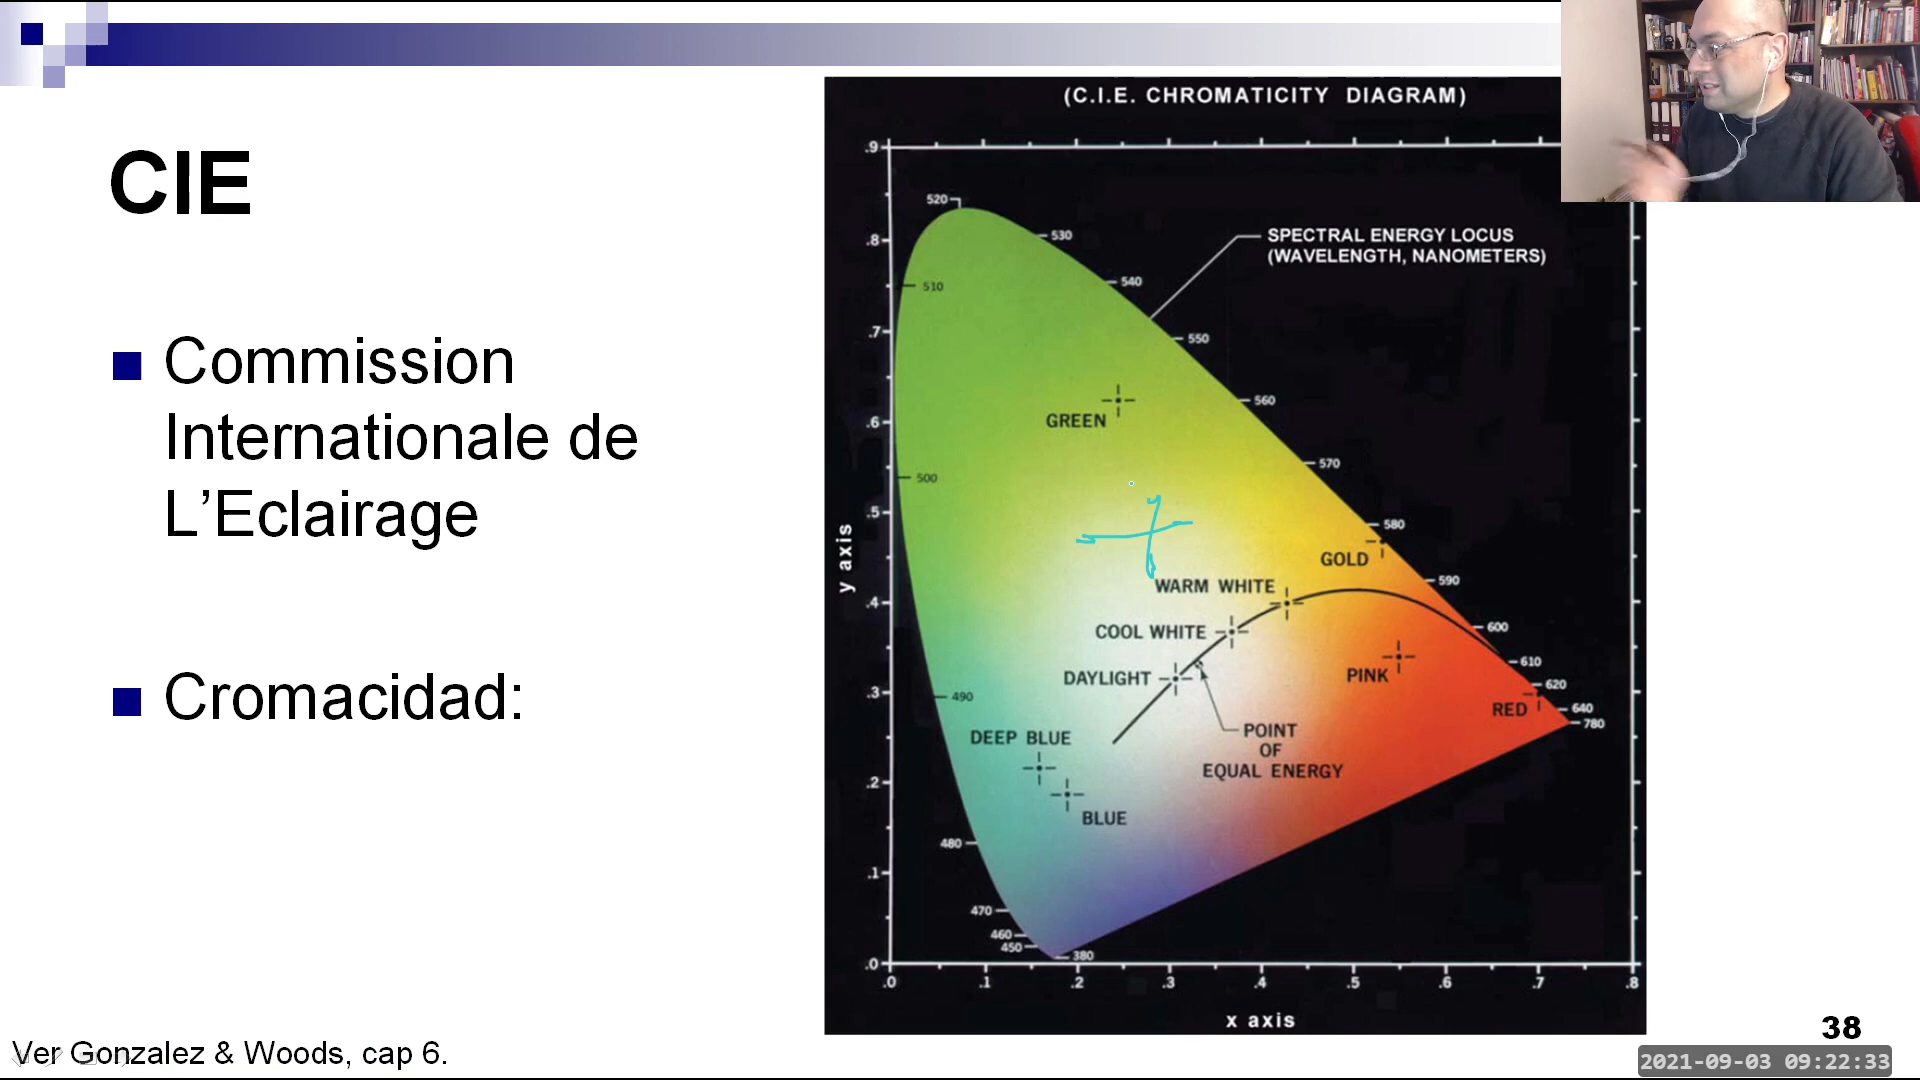 CIE
Commission
Internationale de
L’Eclairage
Cromacidad:
Ver Gonzalez & Woods, cap 6.
(C.I.E. CHROMATICITY DIAGRAM)
SPECTRAL ENERGY LOCUS
(WAVELENGTH, NANOMETERS)
.9
.8
.7
.6
.5
.4
.3
.2
.1
.0
y axis
520
530
540
510
550
560
GREEN
570
500
580
GOLD
590
WARM WHITE
COOL WHITE
600
DAYLIGHT
610
PINK
620
RED
640
780
490
DEEP BLUE
POINT
OF
EQUAL ENERGY
BLUE
480
470
460
450
380
.0 .1 .2 .3 .4 .5 .6 .7 .8
x axis
38
2021-09-03 09:22:33